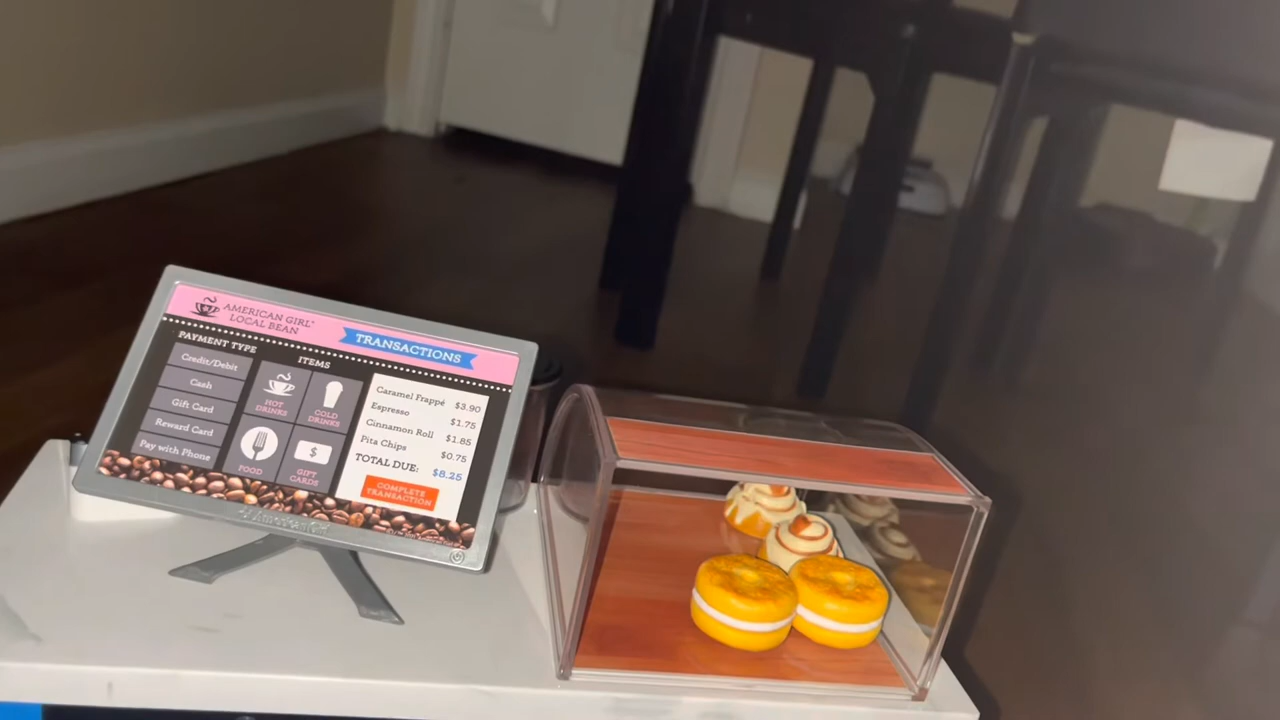 AMERICAN GIRL®
LOCAL BEAN
TRANSACTIONS
PAYMENT TYPE
Credit/Debit
Cash
Gift Card
Reward Card
Pay with Phone
ITEMS
HOT
DRINKS
COLD
DRINKS
FOOD
$
GIFT
CARDS
Caramel Frappé $3.90
Espresso $1.75
Cinnamon Roll $1.85
Pita Chips $0.75
TOTAL DUE: $8.25
COMPLETE
TRANSACTION
American Girl